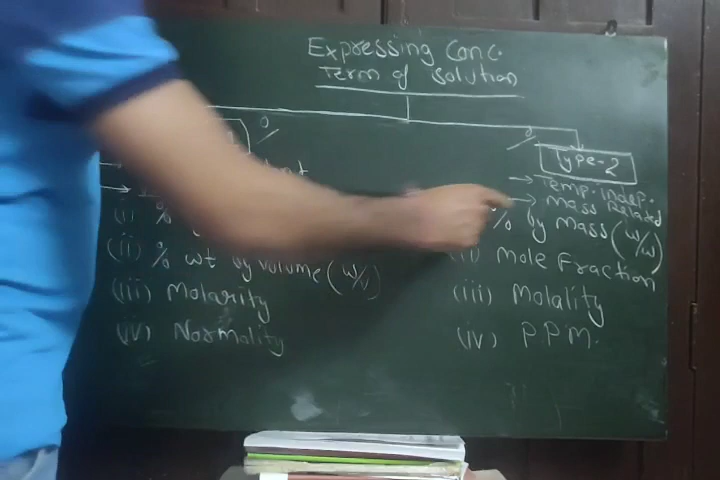 Expressing Conc.
Term of Solution
Type-2
→ Temp. Indep.
→ Mass Related
(i) %
% by Mass (w/w)
(ii) % wt by volume (w/v)
Mole Fraction
(iii) Molarity
(iii) Molality
(iv) Normality
(iv) P.P.M.